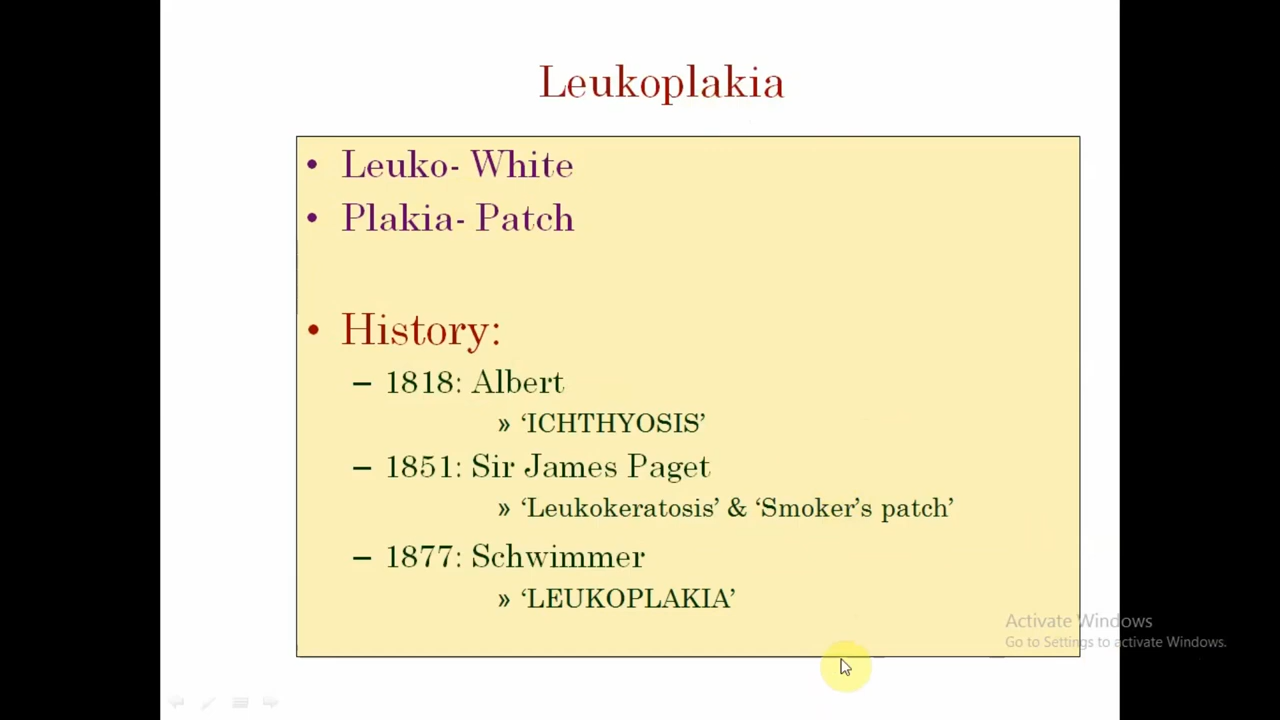 Leukoplakia
• Leuko- White
• Plakia- Patch
• History:
– 1818: Albert
» ‘ICHTHYOSIS’
– 1851: Sir James Paget
» ‘Leukokeratosis’ & ‘Smoker’s patch’
– 1877: Schwimmer
» ‘LEUKOPLAKIA’
Activate Windows
Go to Settings to activate Windows.